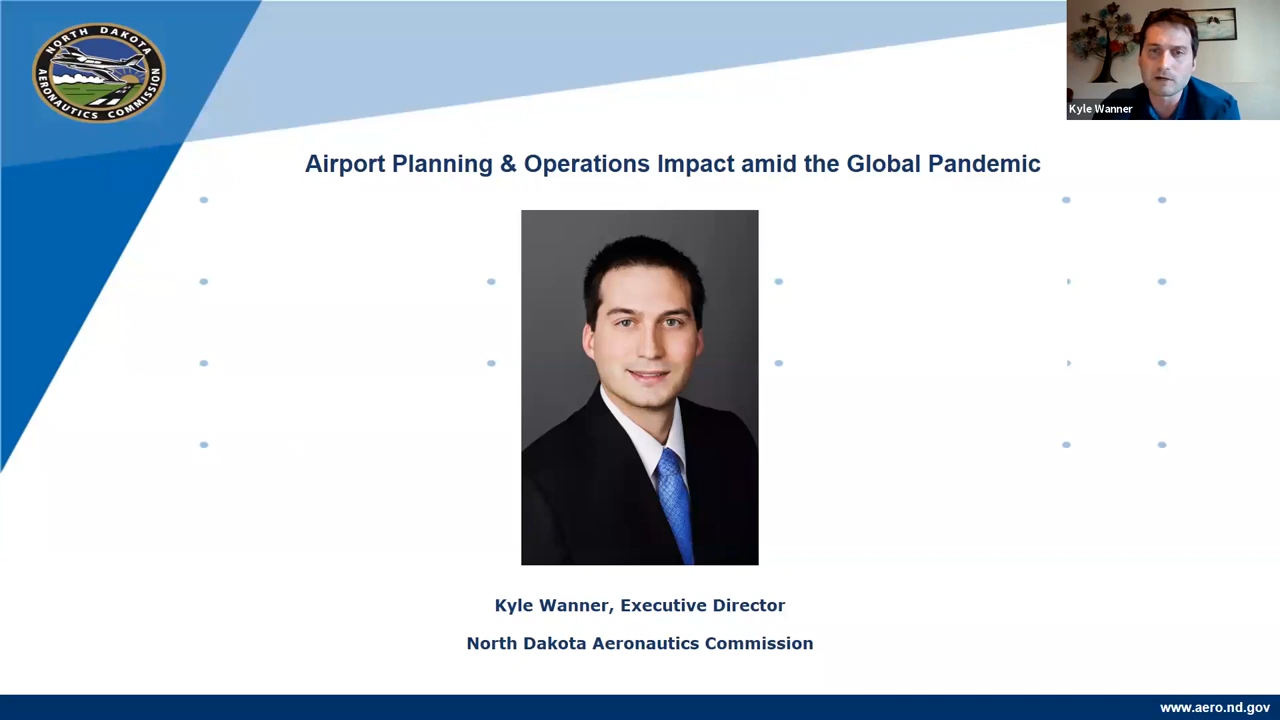 NORTH DAKOTA
AERONAUTICS COMMISSION
Kyle Wanner
Airport Planning & Operations Impact amid the Global Pandemic
Kyle Wanner, Executive Director
North Dakota Aeronautics Commission
www.aero.nd.gov